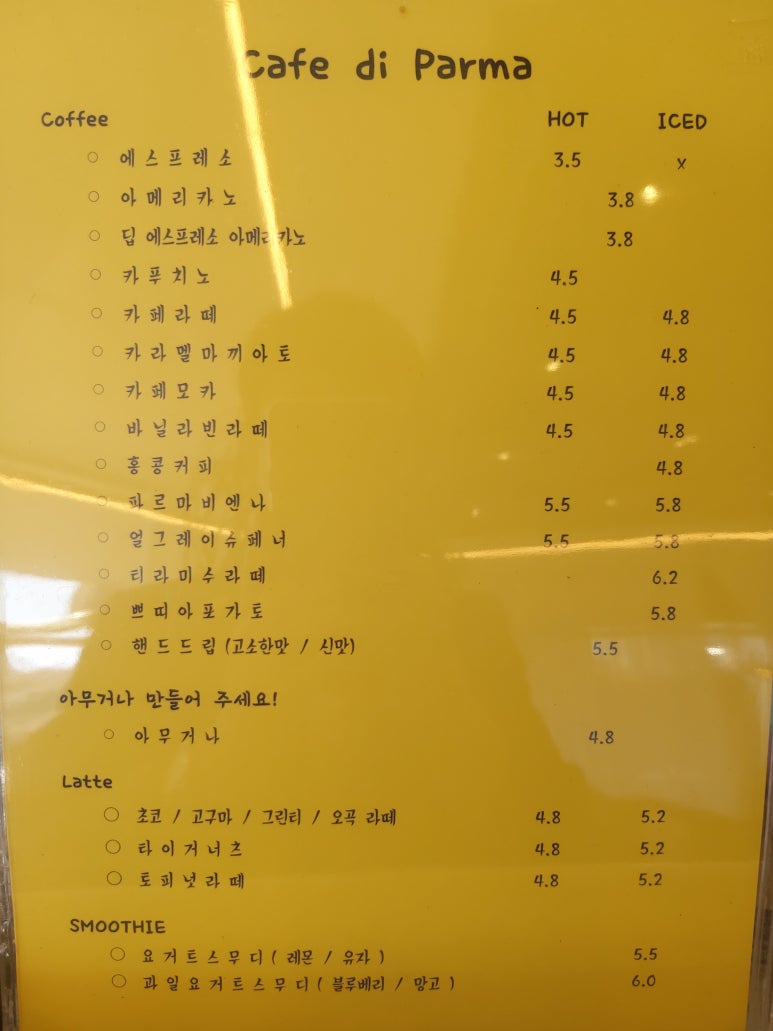 Cafe di Parma
Coffee HOT ICED
○ 에스프레소 3.5 x
○ 아메리카노 3.8
○ 딥 에스프레소 아메리카노 3.8
○ 카푸치노 4.5
○ 카페라떼 4.5 4.8
○ 카라멜마끼아토 4.5 4.8
○ 카페모카 4.5 4.8
○ 바닐라빈라떼 4.5 4.8
○ 홍콩커피 4.8
○ 파르마비엔나 5.5 5.8
○ 얼그레이슈페너 5.5 5.8
○ 티라미수라떼 6.2
○ 쁘띠아포가토 5.8
○ 핸드드립 (고소한맛 / 신맛) 5.5
아무거나 만들어 주세요!
○ 아무거나 4.8
Latte
○ 초코 / 고구마 / 그린티 / 오곡 라떼 4.8 5.2
○ 타이거너츠 4.8 5.2
○ 토피넛라떼 4.8 5.2
SMOOTHIE
○ 요거트스무디 ( 레몬 / 유자 ) 5.5
○ 과일요거트스무디 ( 블루베리 / 망고 ) 6.0